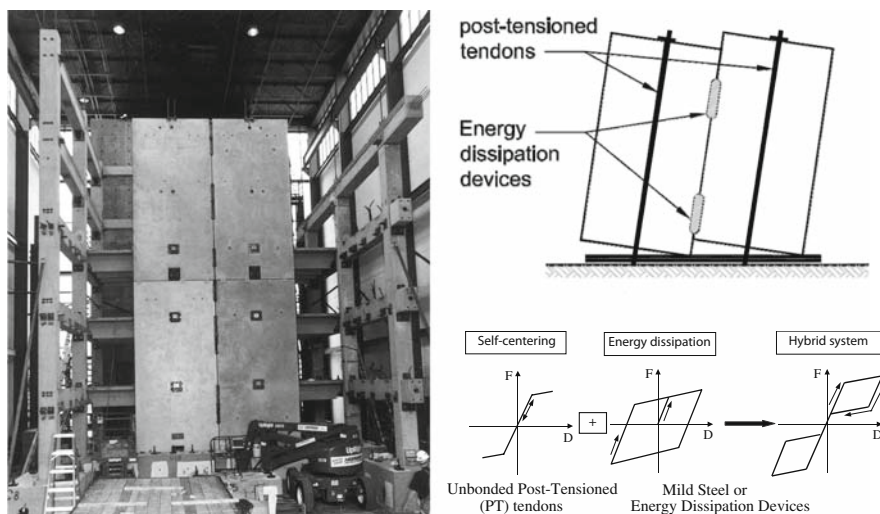 post-tensioned
tendons
Energy
dissipation
devices
Self-centering
Energy dissipation
Hybrid system
F
D
+
F
D
F
D
Unbonded Post-Tensioned
(PT) tendons
Mild Steel or
Energy Dissipation Devices